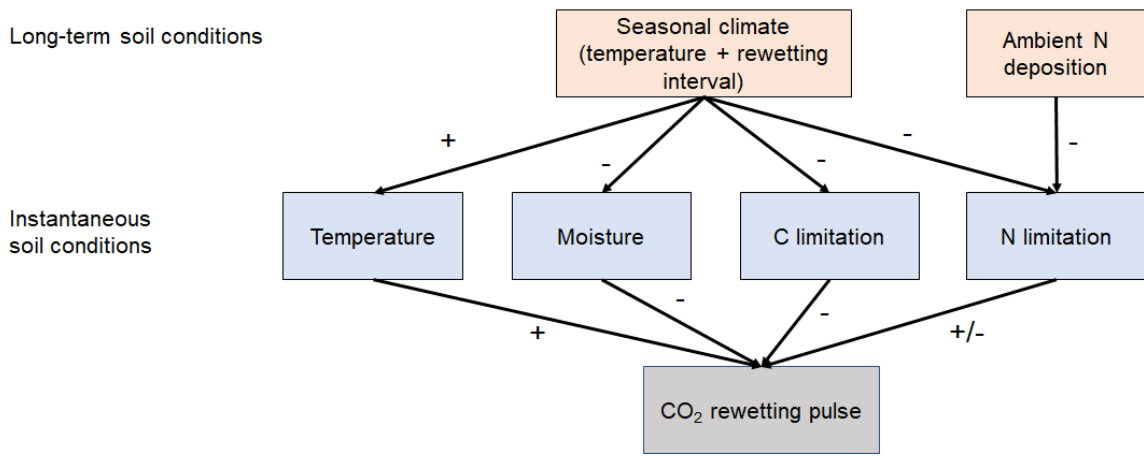 Long-term soil conditions
Seasonal climate
(temperature + rewetting
interval)
Ambient N
deposition
+
-
-
-
-
Instantaneous
soil conditions
Temperature
Moisture
C limitation
N limitation
+
-
-
+/-
CO₂ rewetting pulse